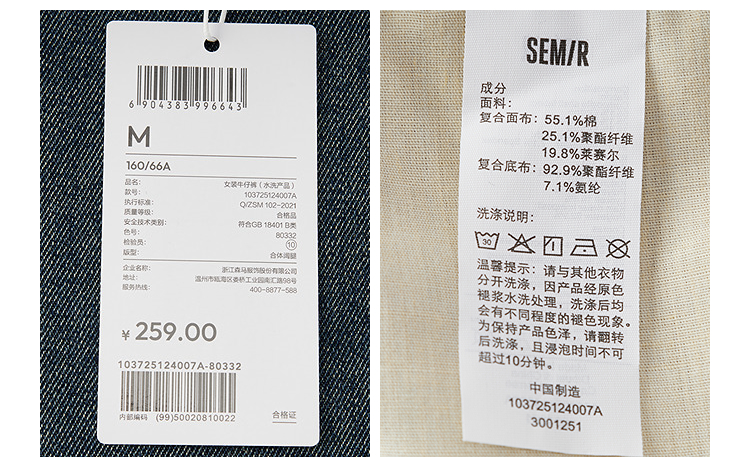 6 904383 996643
M
160/66A
品名: 女装牛仔裤（水洗产品）
款号: 103725124007A
执行标准: Q/ZSM 102-2021
质量等级: 合格品
安全技术类别: 符合GB 18401 B类
色号: 80332
检验员: 10
版型: 合体阔腿
企业名称: 浙江森马服饰股份有限公司
地址: 温州市瓯海区娄桥工业园南汇路98号
服务热线: 400-8877-588
¥ 259.00
103725124007A-80332
内部编码 (99)50020810022 合格证
SEMIR
成分
面料:
复合面布: 55.1%棉
25.1%聚酯纤维
19.8%莱赛尔
复合底布: 92.9%聚酯纤维
7.1%氨纶
洗涤说明:
30
温馨提示: 请与其他衣物
分开洗涤，因产品经原色
褪浆水洗处理，洗涤后均
会有不同程度的褪色现象。
为保持产品色泽，请翻转
后洗涤，且浸泡时间不可
超过10分钟。
中国制造
103725124007A
3001251